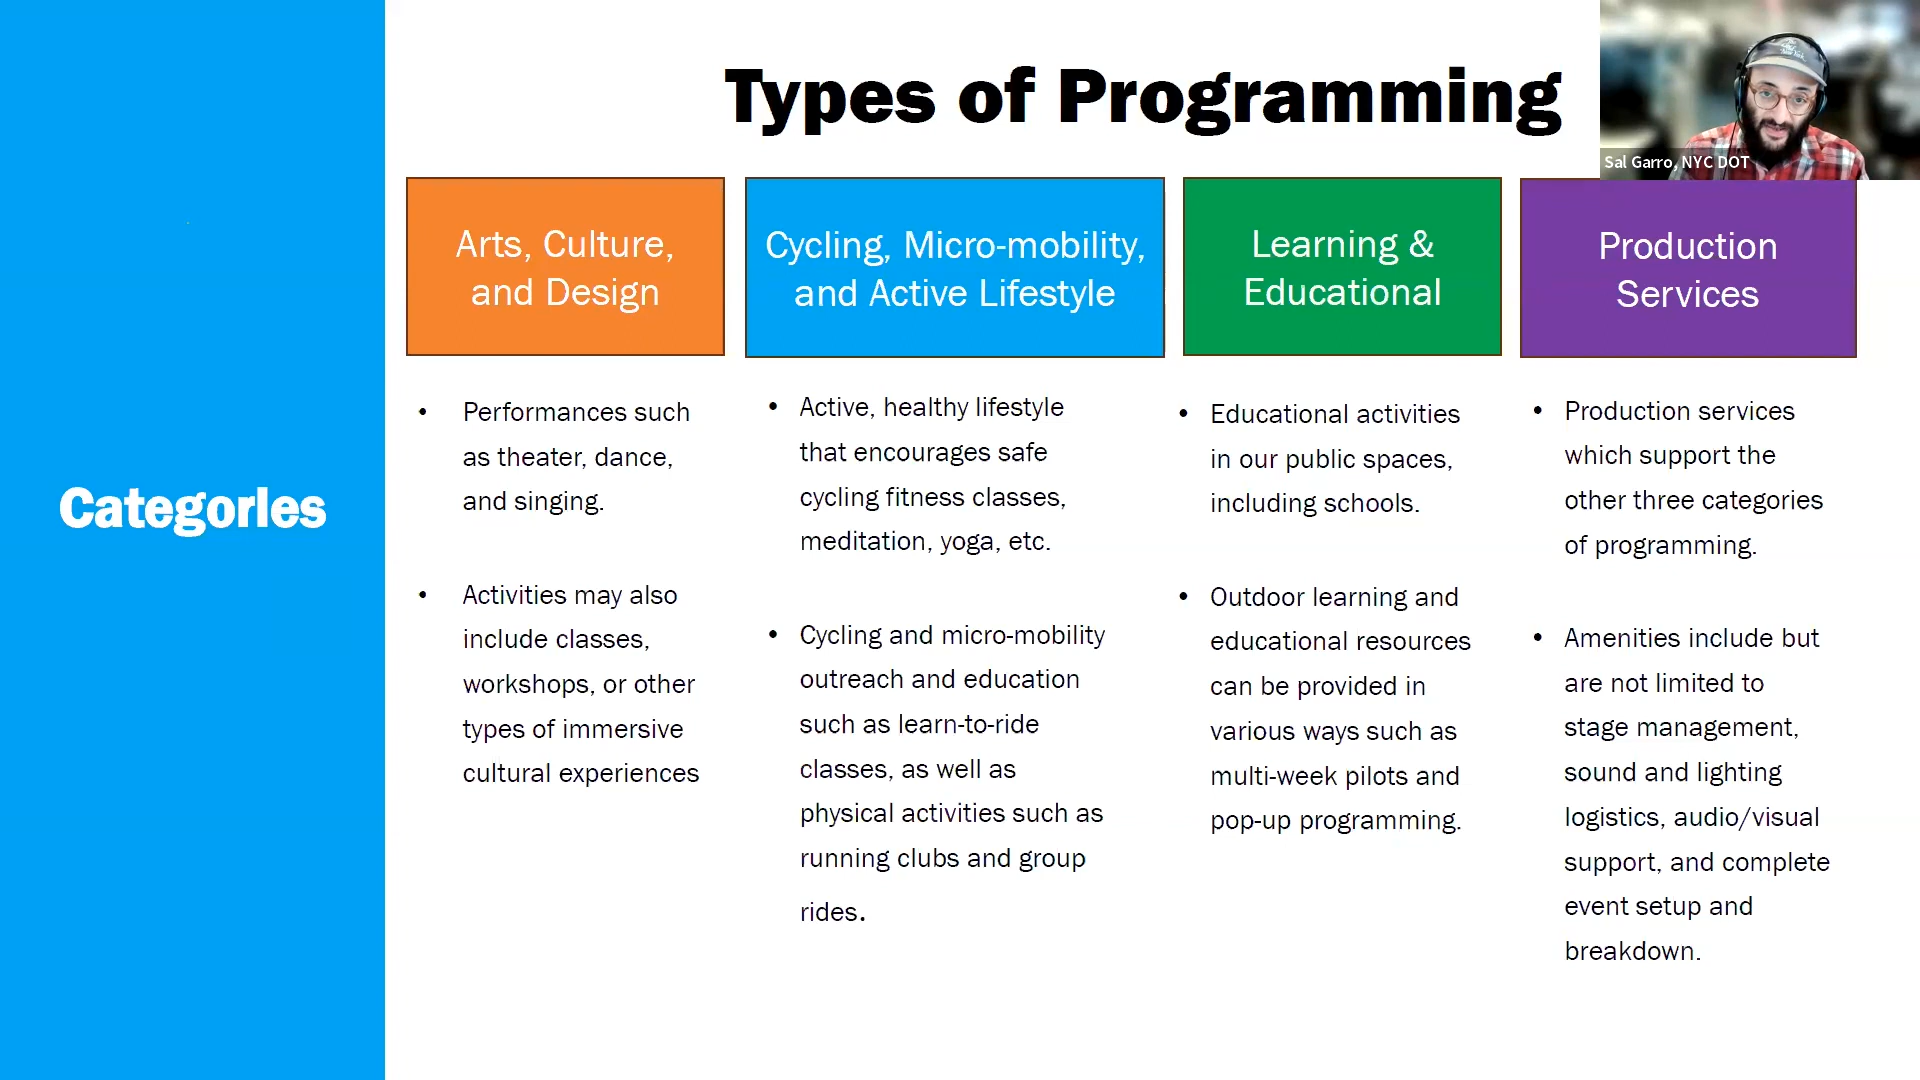 Types of Programming
Sal Garro, NYC DOT
Categories
Arts, Culture,
and Design
Performances such
as theater, dance,
and singing.
Activities may also
include classes,
workshops, or other
types of immersive
cultural experiences
Cycling, Micro-mobility,
and Active Lifestyle
Active, healthy lifestyle
that encourages safe
cycling fitness classes,
meditation, yoga, etc.
Cycling and micro-mobility
outreach and education
such as learn-to-ride
classes, as well as
physical activities such as
running clubs and group
rides.
Learning &
Educational
Educational activities
in our public spaces,
including schools.
Outdoor learning and
educational resources
can be provided in
various ways such as
multi-week pilots and
pop-up programming.
Production
Services
Production services
which support the
other three categories
of programming.
Amenities include but
are not limited to
stage management,
sound and lighting
logistics, audio/visual
support, and complete
event setup and
breakdown.